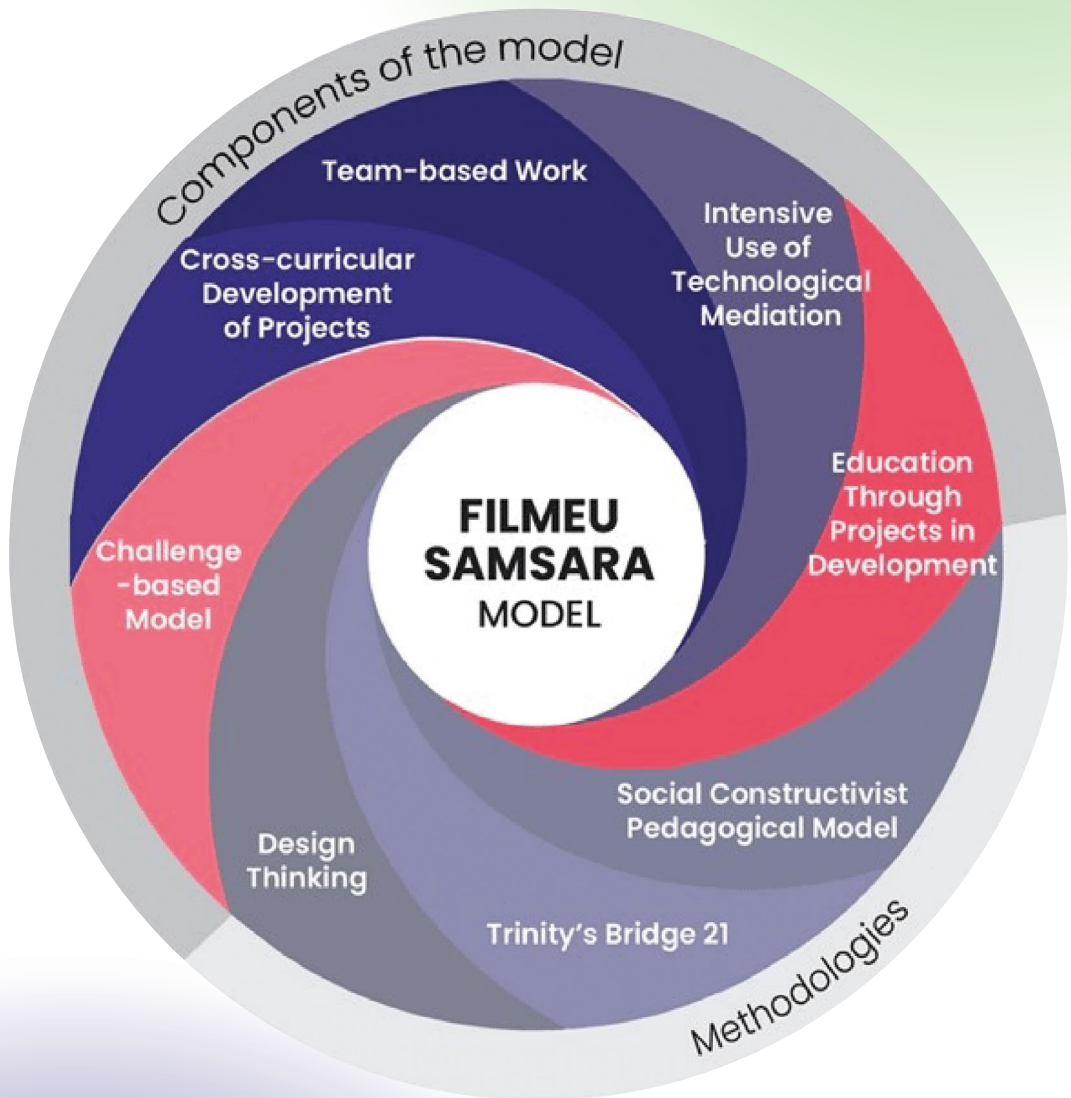 Components of the model
Team-based Work
Intensive
Use of
Technological
Mediation
Cross-curricular
Development
of Projects
Education
Through
Projects in
Development
FILMEU
SAMSARA
MODEL
Challenge
-based
Model
Social Constructivist
Pedagogical Model
Design
Thinking
Trinity’s Bridge 21
Methodologies